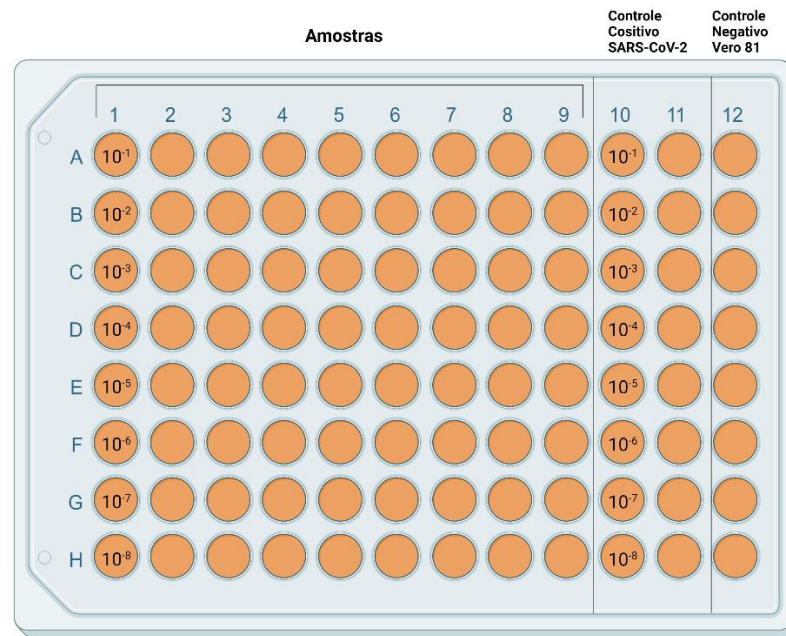 Amostras
Controle
Cositivo
SARS-CoV-2
Controle
Negativo
Vero 81
1 2 3 4 5 6 7 8 9 10 11 12
A 10⁻¹ 10⁻¹
B 10⁻² 10⁻²
C 10⁻³ 10⁻³
D 10⁻⁴ 10⁻⁴
E 10⁻⁵ 10⁻⁵
F 10⁻⁶ 10⁻⁶
G 10⁻⁷ 10⁻⁷
H 10⁻⁸ 10⁻⁸